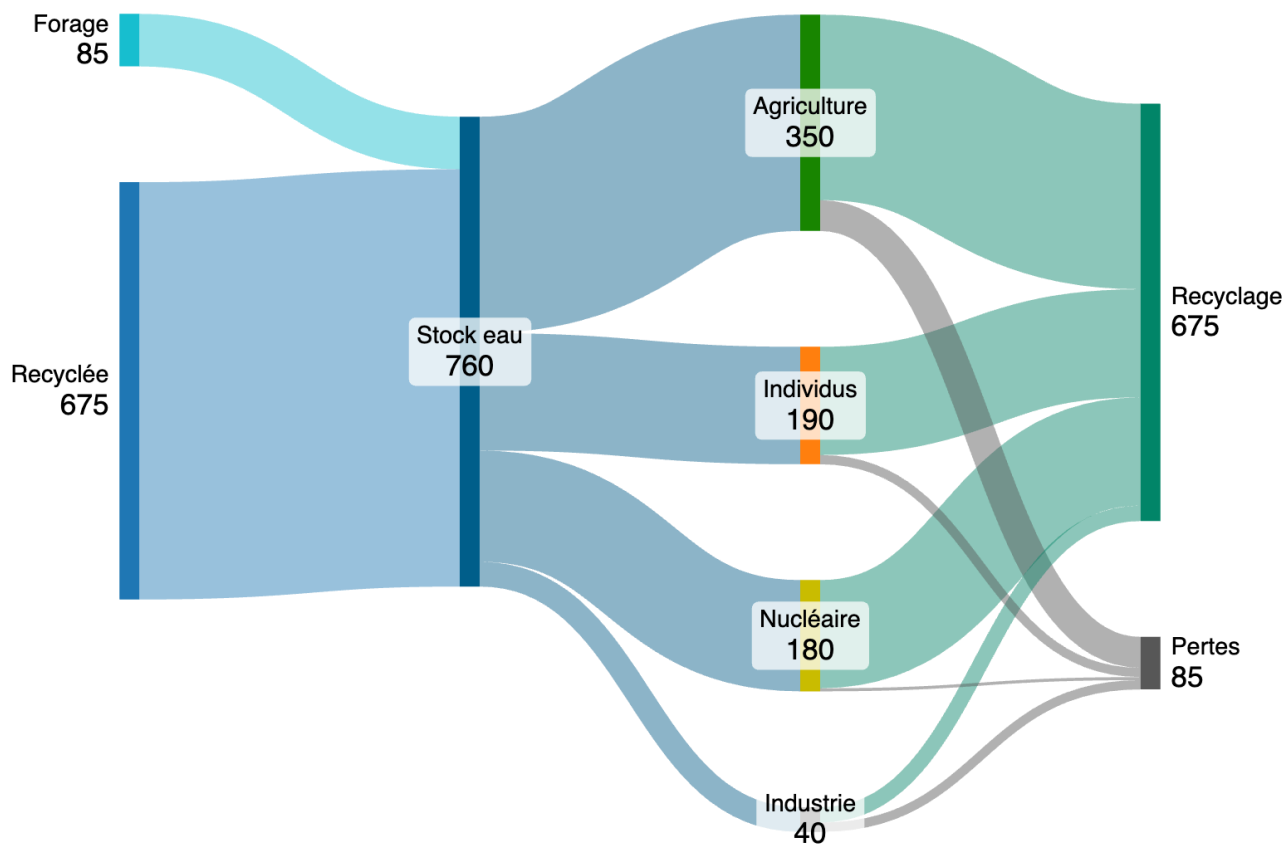 Forage
85
Recyclée
675
Stock eau
760
Agriculture
350
Individus
190
Nucléaire
180
Industrie
40
Recyclage
675
Pertes
85